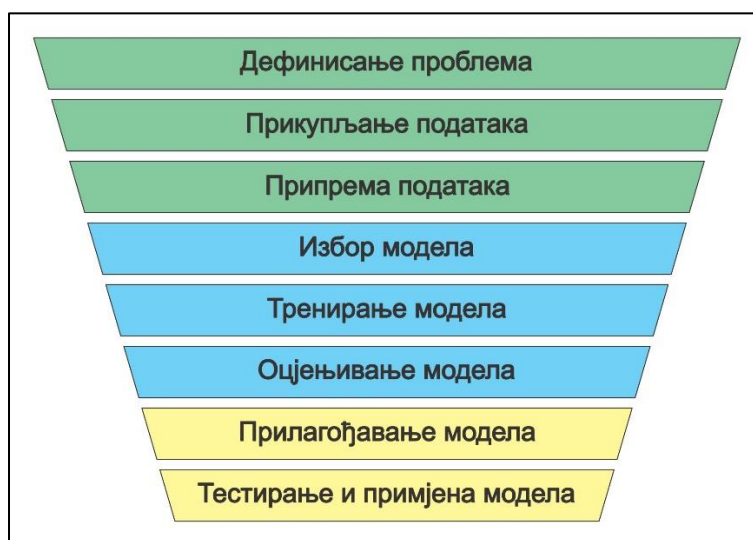 Дефинисање проблема
Прикупљање података
Припрема података
Избор модела
Тренирање модела
Оцјењивање модела
Прилагођавање модела
Тестирање и примјена модела